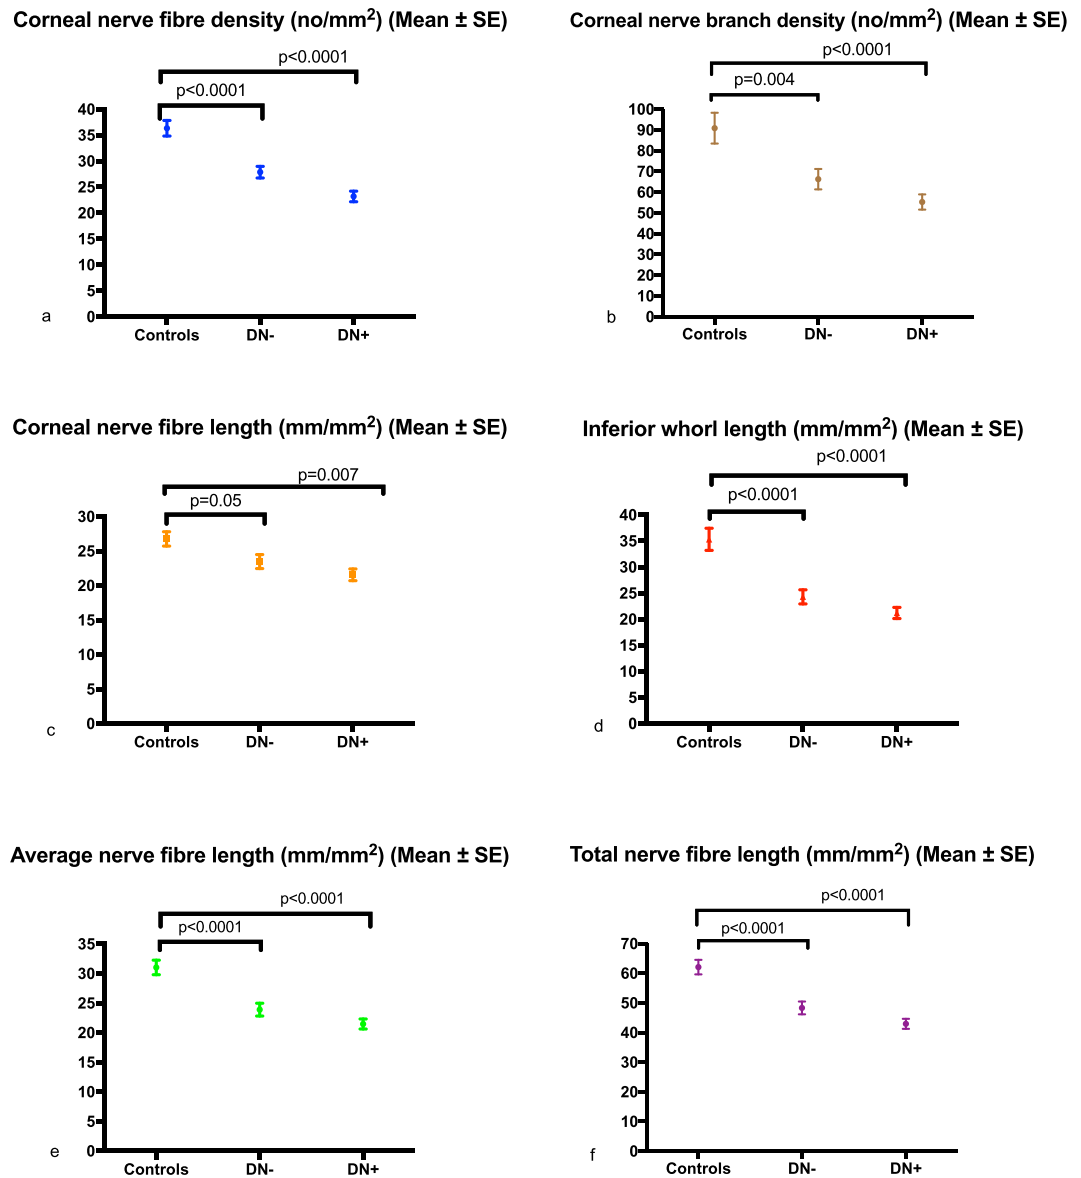 Corneal nerve fibre density (no/mm²) (Mean ± SE)
p<0.0001
p<0.0001
40
35
30
25
20
15
10
5
0
Controls DN- DN+
a
Corneal nerve branch density (no/mm²) (Mean ± SE)
p<0.0001
p=0.004
100
90
80
70
60
50
40
30
20
10
0
Controls DN- DN+
b
Corneal nerve fibre length (mm/mm²) (Mean ± SE)
p=0.007
p=0.05
30
25
20
15
10
5
0
Controls DN- DN+
c
Inferior whorl length (mm/mm²) (Mean ± SE)
p<0.0001
p<0.0001
40
35
30
25
20
15
10
5
0
Controls DN- DN+
d
Average nerve fibre length (mm/mm²) (Mean ± SE)
p<0.0001
p<0.0001
35
30
25
20
15
10
5
0
Controls DN- DN+
e
Total nerve fibre length (mm/mm²) (Mean ± SE)
p<0.0001
p<0.0001
70
60
50
40
30
20
10
0
Controls DN- DN+
f